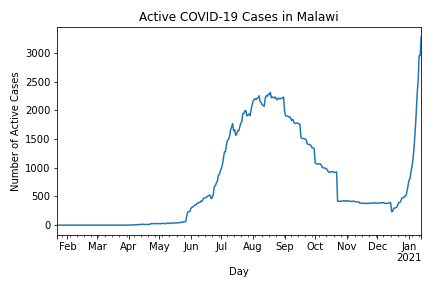 Active COVID-19 Cases in Malawi
3000
2500
2000
1500
1000
500
0
Number of Active Cases
Feb Mar Apr May Jun Jul Aug Sep Oct Nov Dec Jan
2021
Day